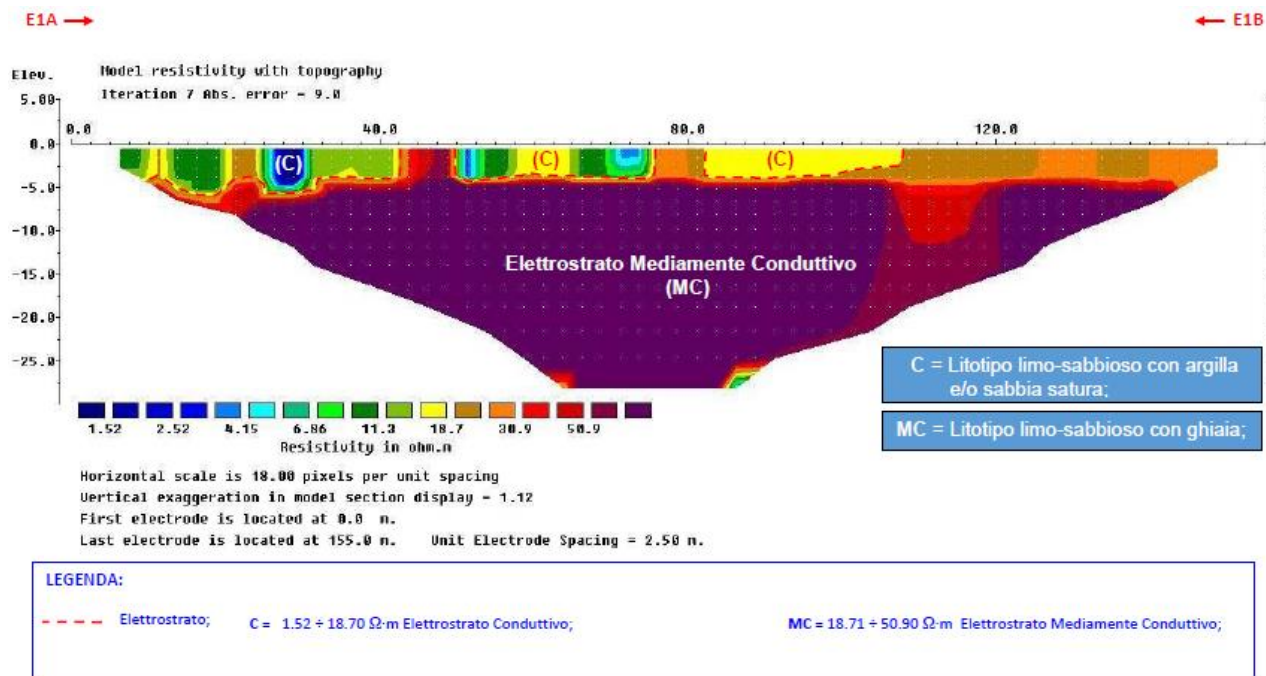 E1A
E1B
Model resistivity with topography
Elev.
Iteration 7 Abs. error = 9.0
5.00
0.0 40.0 80.0 120.0
0.0
(C) (C) (C)
-5.0
-10.0
Elettrostrato Mediamente Conduttivo
(MC)
-15.0
-20.0
-25.0
C = Litotipo limo-sabbioso con argilla
e/o sabbia satura;
MC = Litotipo limo-sabbioso con ghiaia;
1.52 2.52 4.15 6.86 11.3 18.7 30.9 50.9
Resistivity in ohm.m
Horizontal scale is 18.00 pixels per unit spacing
Vertical exaggeration in model section display = 1.12
First electrode is located at 0.0 m.
Last electrode is located at 155.0 m. Unit Electrode Spacing = 2.50 m.
LEGENDA:
Elettrostrato; C = 1.52 ÷ 18.70 Ω·m Elettrostrato Conduttivo; MC = 18.71 ÷ 50.90 Ω·m Elettrostrato Mediamente Conduttivo;